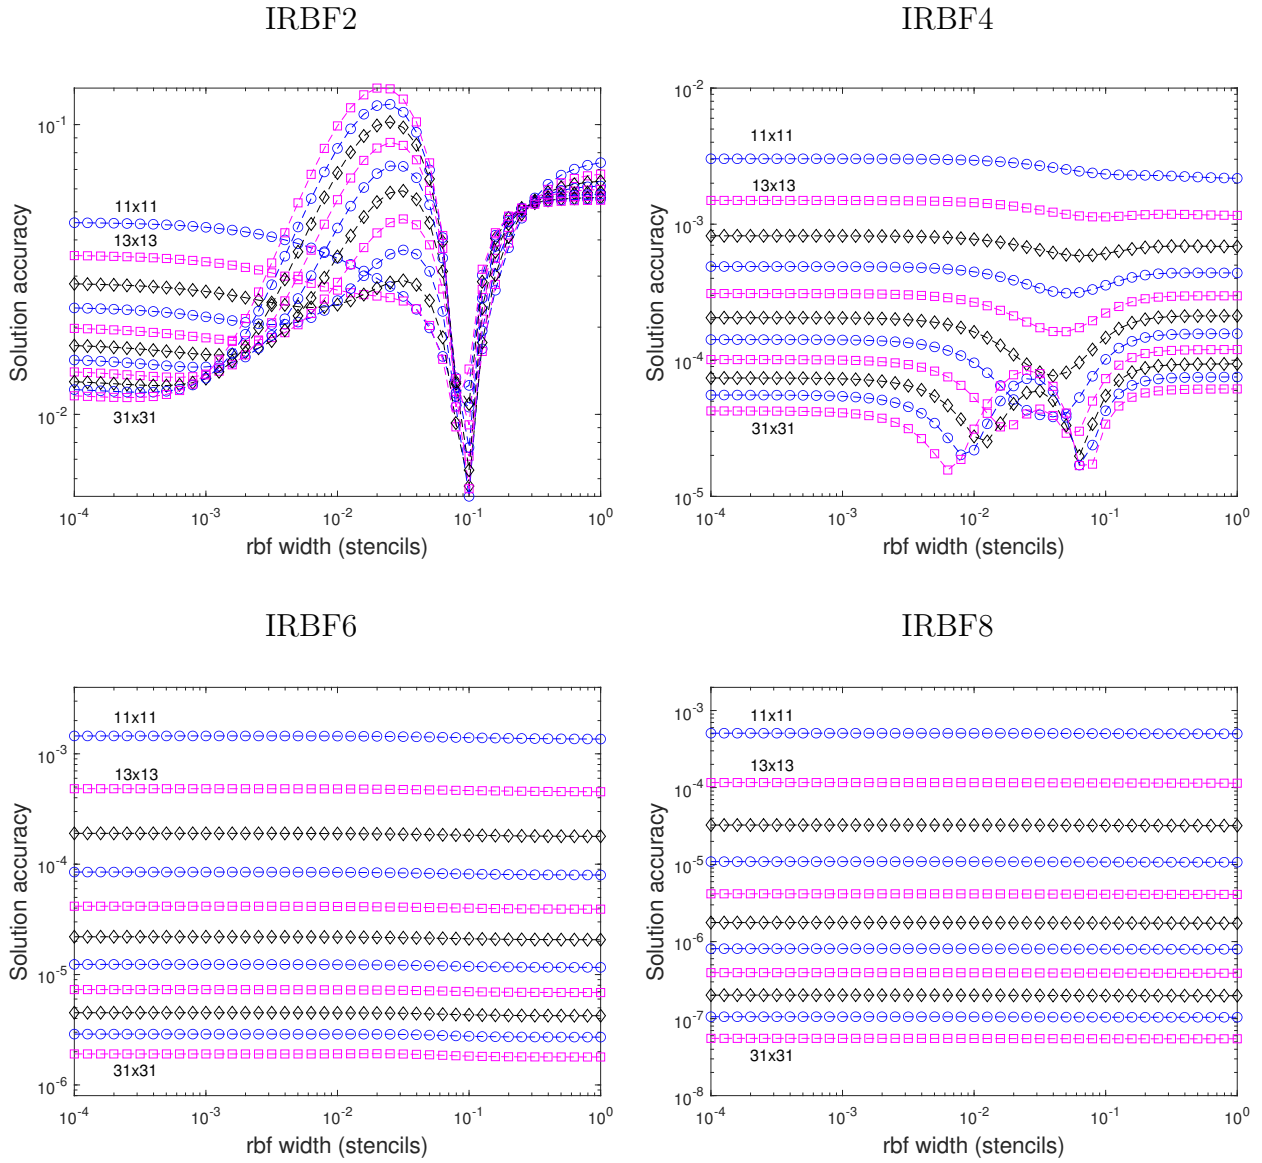 IRBF2
10^-1
10^-2
Solution accuracy
11x11
13x13
31x31
10^-4 10^-3 10^-2 10^-1 10^0
rbf width (stencils)
IRBF4
10^-2
10^-3
10^-4
10^-5
Solution accuracy
11x11
13x13
31x31
10^-4 10^-3 10^-2 10^-1 10^0
rbf width (stencils)
IRBF6
10^-3
10^-4
10^-5
10^-6
Solution accuracy
11x11
13x13
31x31
10^-4 10^-3 10^-2 10^-1 10^0
rbf width (stencils)
IRBF8
10^-3
10^-4
10^-5
10^-6
10^-7
10^-8
Solution accuracy
11x11
13x13
31x31
10^-4 10^-3 10^-2 10^-1 10^0
rbf width (stencils)